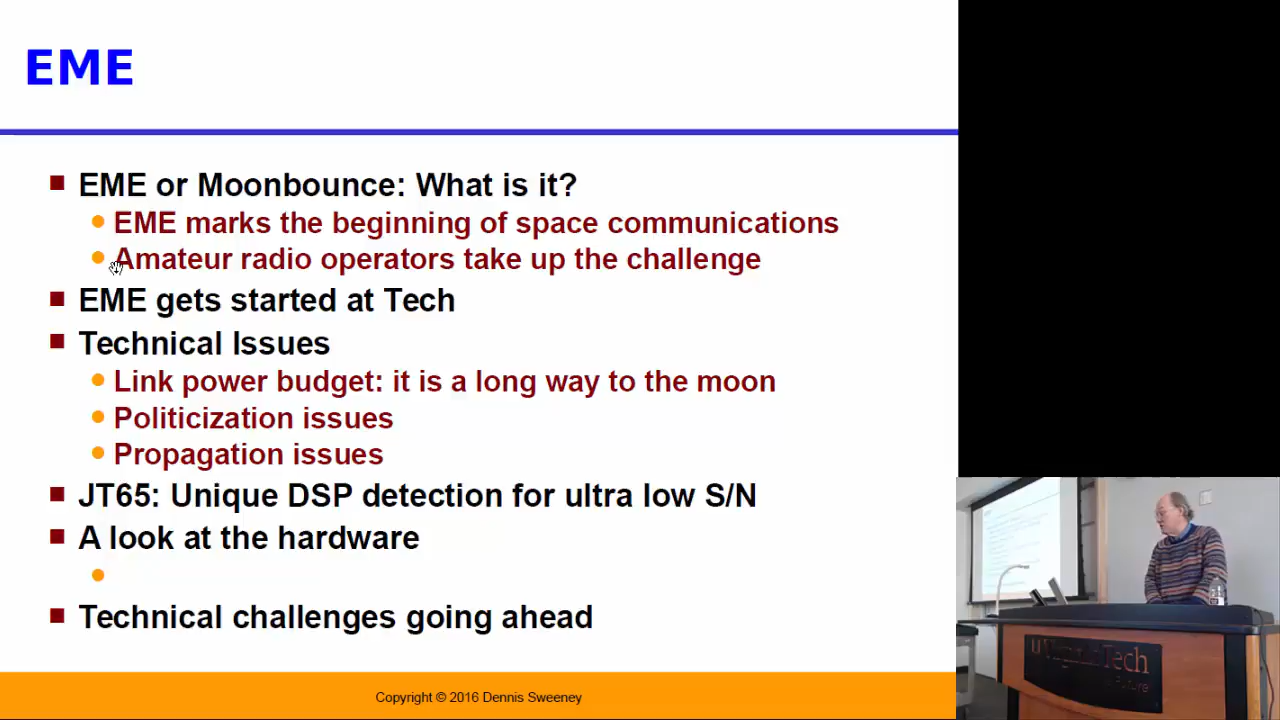 EME
EME or Moonbounce: What is it?
EME marks the beginning of space communications
Amateur radio operators take up the challenge
EME gets started at Tech
Technical Issues
Link power budget: it is a long way to the moon
Politicization issues
Propagation issues
JT65: Unique DSP detection for ultra low S/N
A look at the hardware
Technical challenges going ahead
Copyright © 2016 Dennis Sweeney
Tech